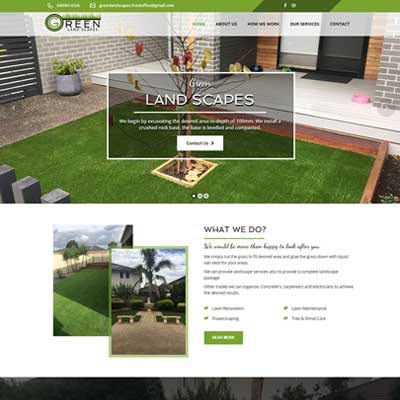 greenlandscapes.frankoffice@gmail.com
GREEN
LAND SCAPES
HOME ABOUT US HOW WE WORK OUR SERVICES CONTACT US
Green
LAND SCAPES
We begin by excavating the desired area to depth of 100mm. We install a
crushed rock base, the base is levelled and compacted.
Contact Us
WHAT WE DO?
We would be more than happy to look after you
We simply cut the grass to fit desired area and glue the grass down with liquid
nail ideal for your areas.
We can provide landscape services also to provide a complete landscape
package
Other trades we can organise, Concreter's, carpenters and electricians to achieve
the desired results.
Lawn Renovation
Lawn Maintenance
Powerscaping
Tree & Shrub Care
READ MORE